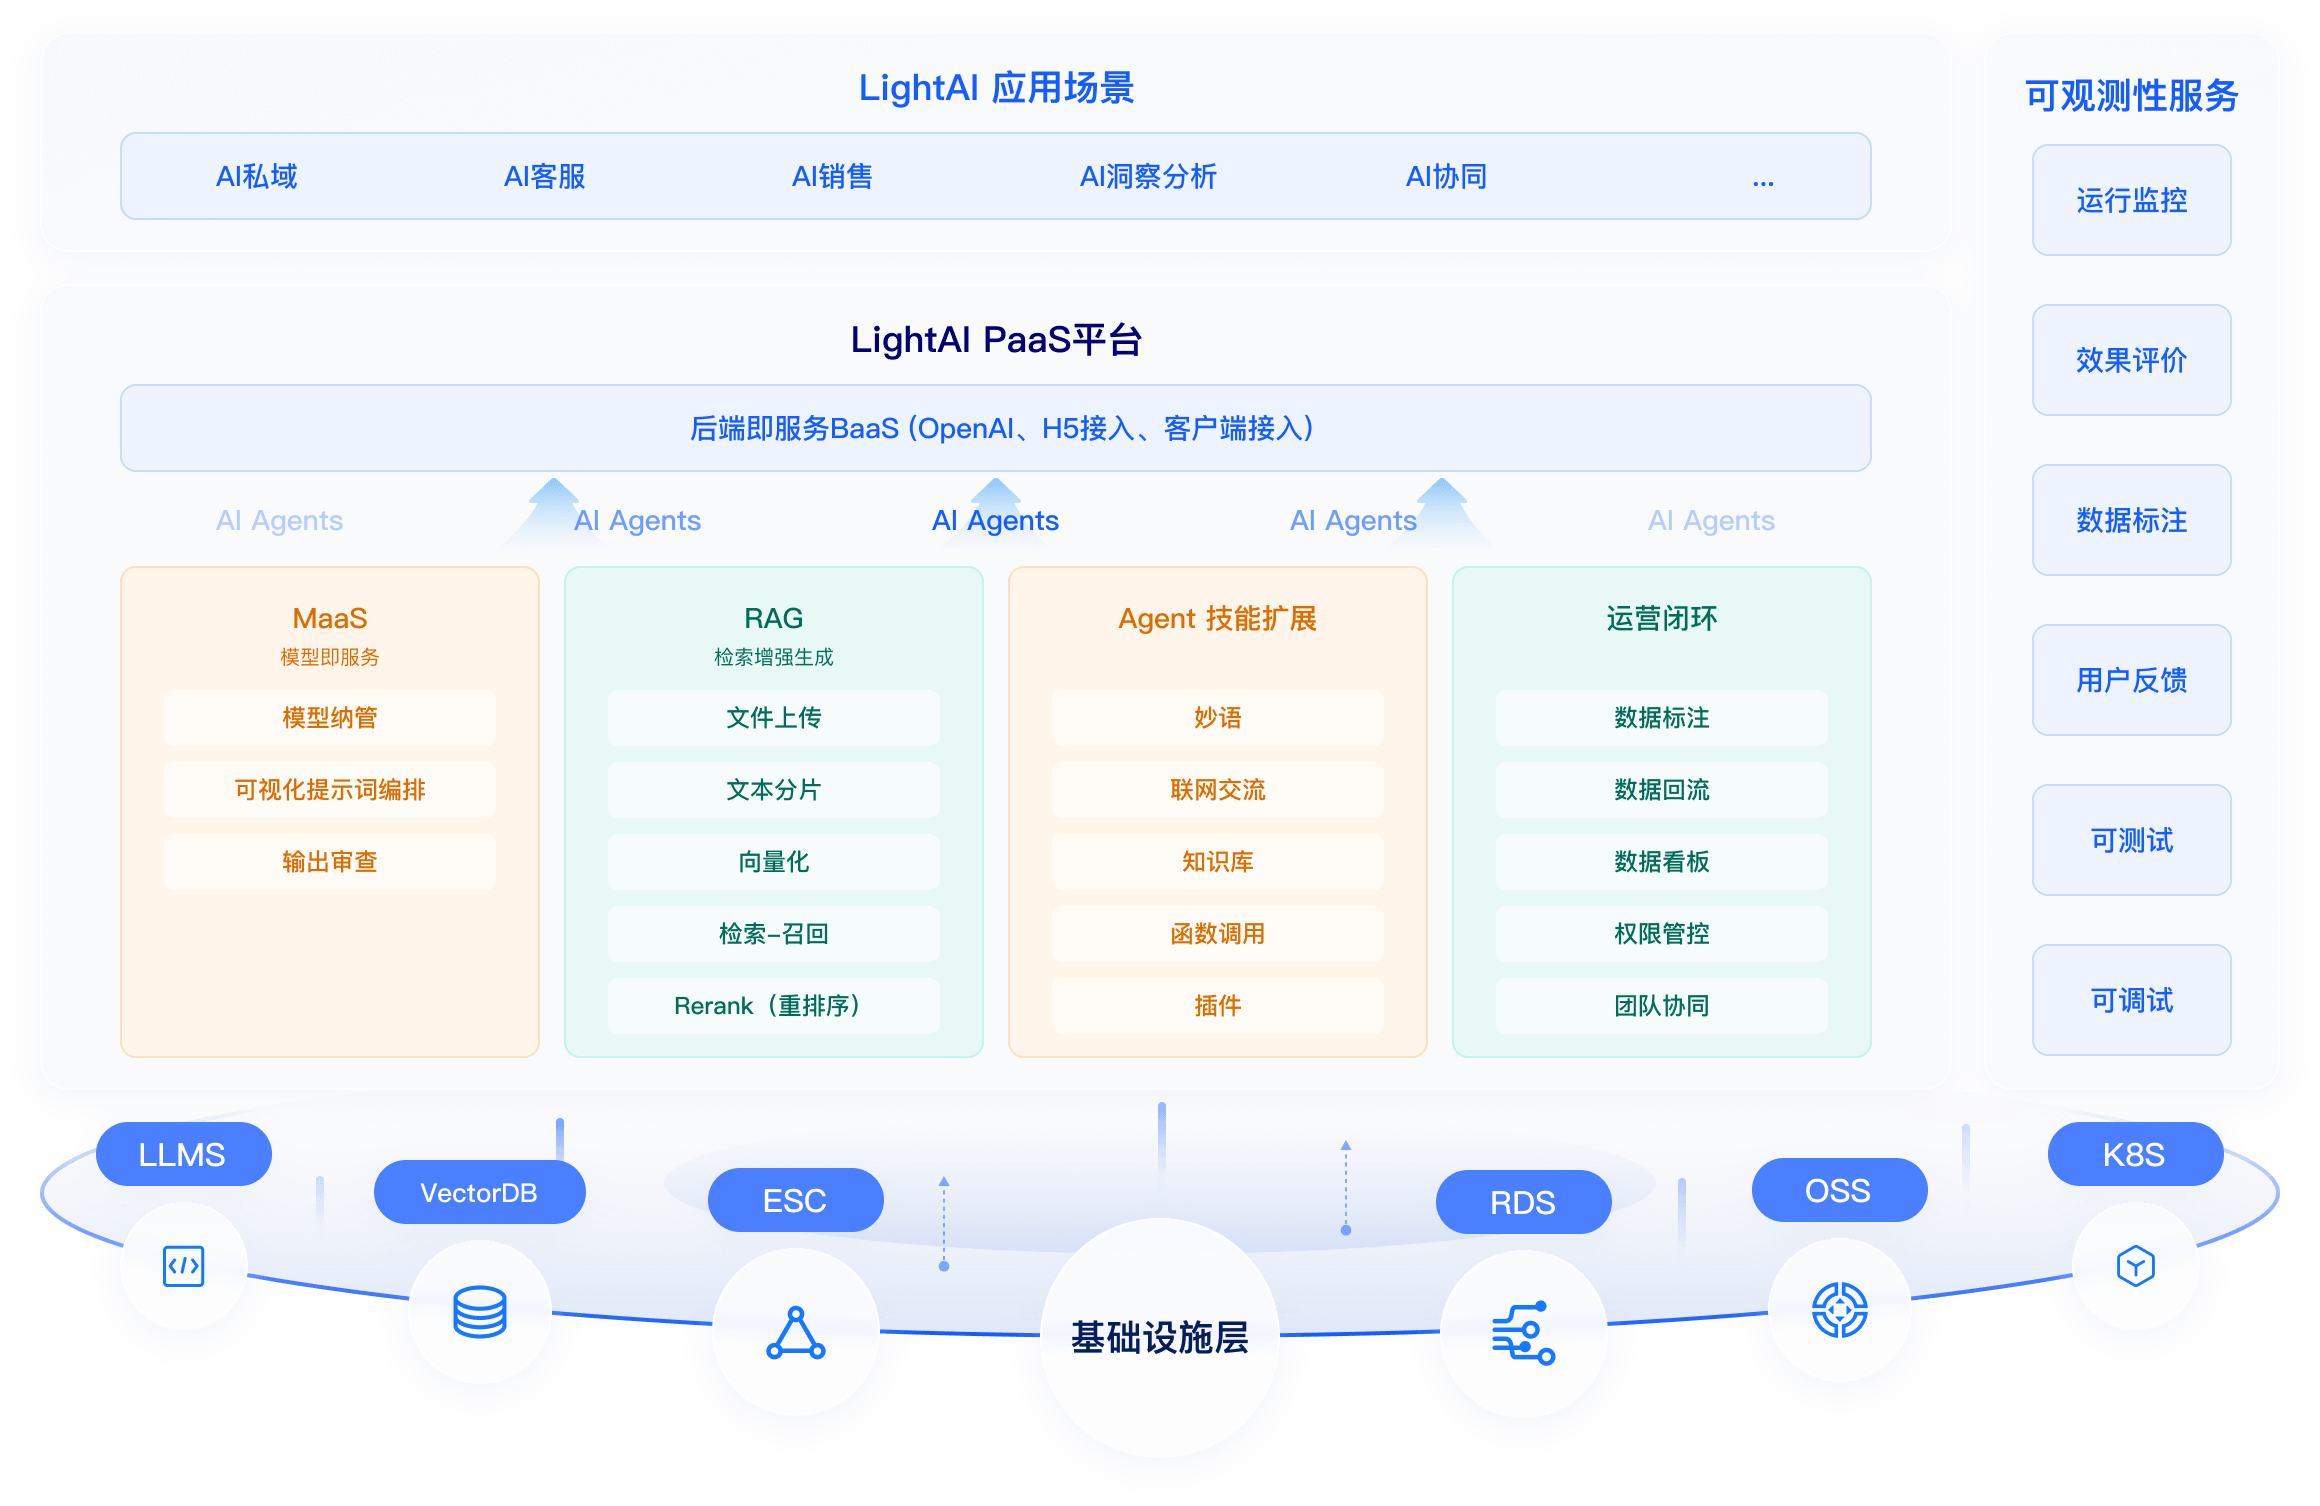 LightAI 应用场景
AI私域
AI客服
AI销售
AI洞察分析
AI协同
...
LightAI PaaS平台
后端即服务BaaS (OpenAI、H5接入、客户端接入)
AI Agents
AI Agents
AI Agents
AI Agents
AI Agents
MaaS
模型即服务
模型纳管
可视化提示词编排
输出审查
RAG
检索增强生成
文件上传
文本分片
向量化
检索–召回
Rerank（重排序）
Agent 技能扩展
妙语
联网交流
知识库
函数调用
插件
运营闭环
数据标注
数据回流
数据看板
权限管控
团队协同
可观测性服务
运行监控
效果评价
数据标注
用户反馈
可测试
可调试
LLMS
VectorDB
ESC
基础设施层
RDS
OSS
K8S